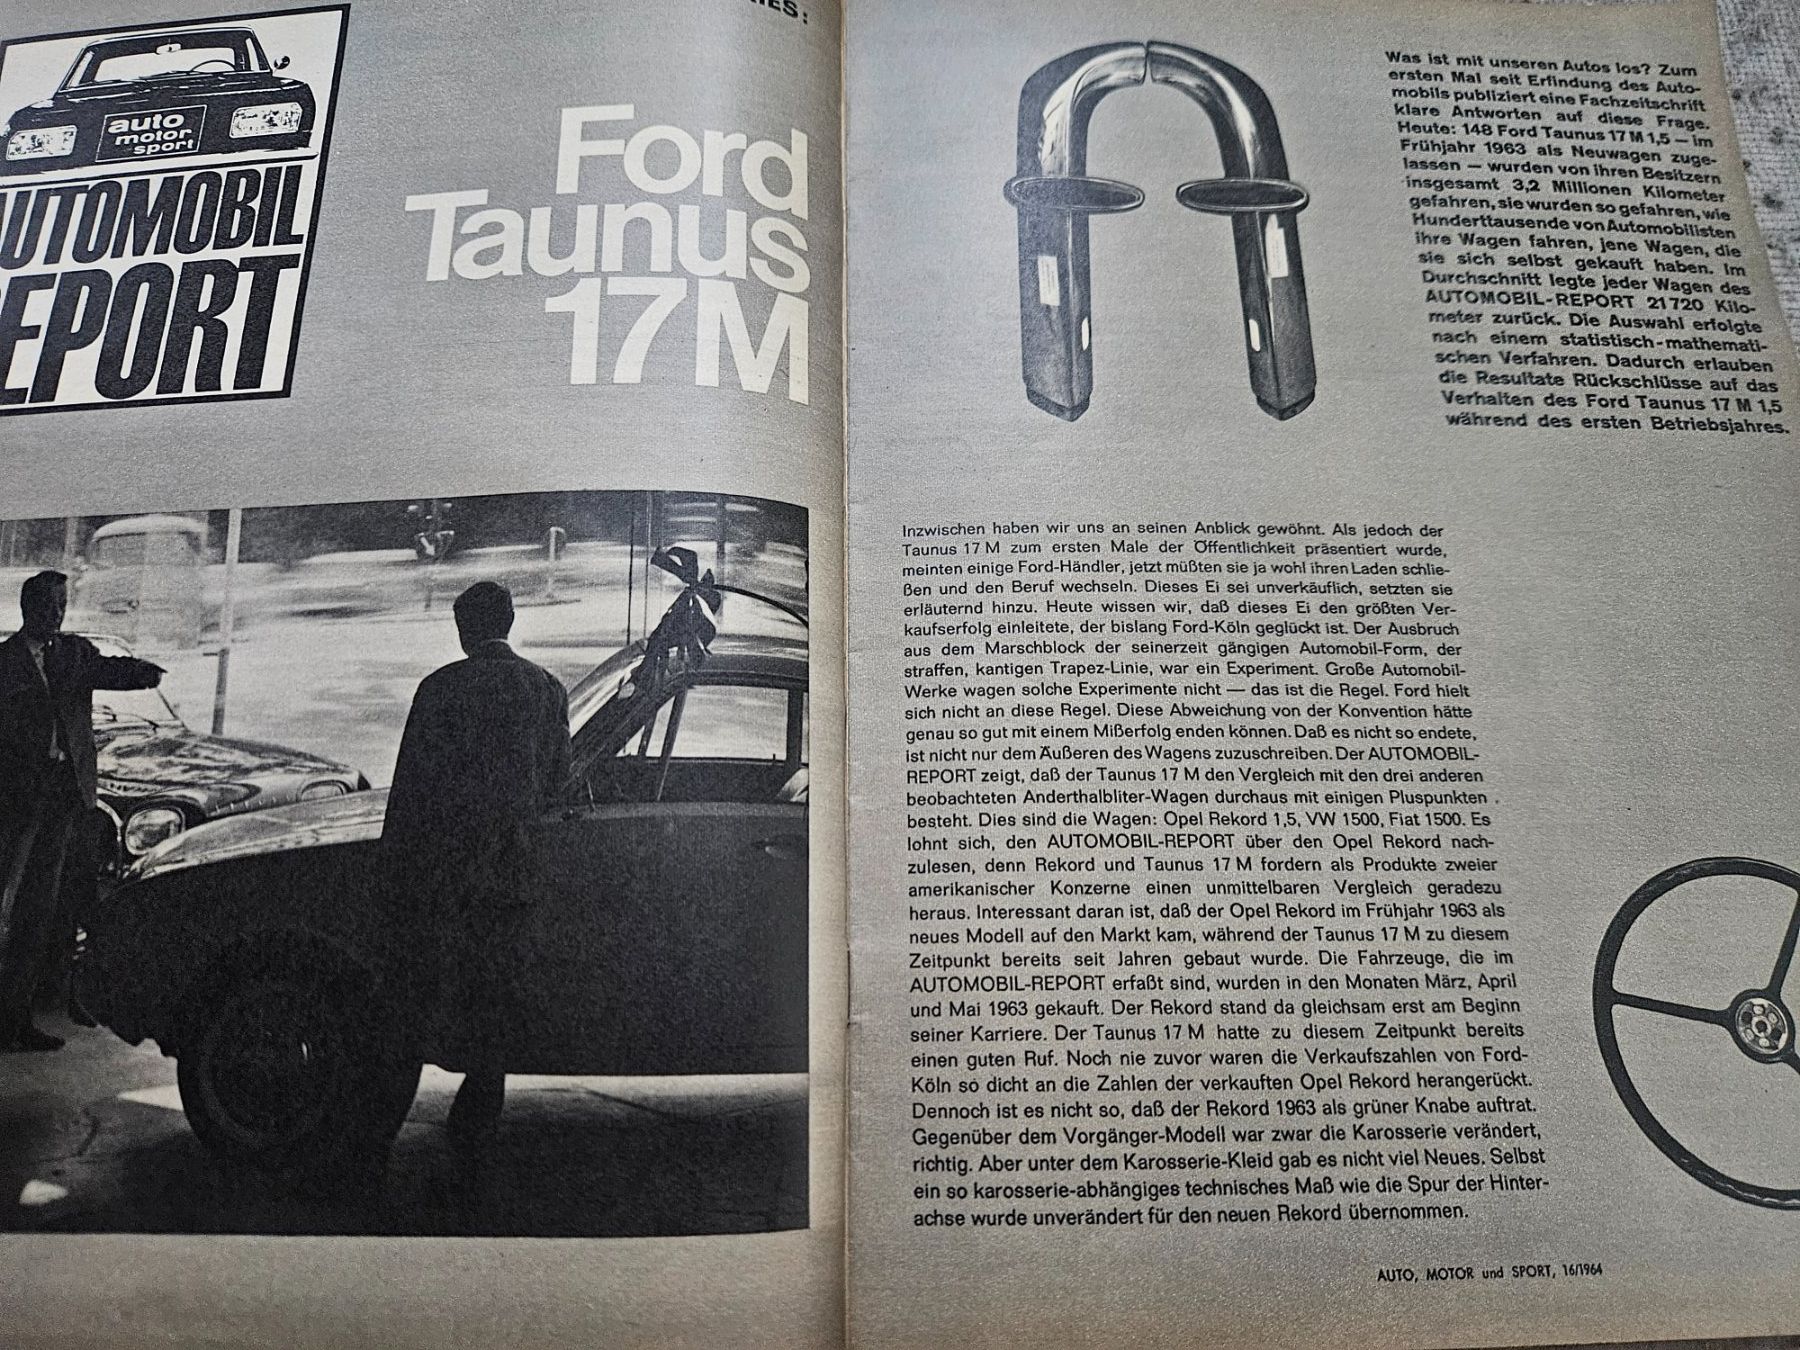 auto
motor
sport
Ford
Taunus
17M
Was ist mit unseren Autos los? Zum
ersten Mal seit Erfindung des Auto-
mobils publiziert eine Fachzeitschrift
klare Antworten auf diese Frage.
Heute: 148 Ford Taunus 17 M 1,5 — im
Frühjahr 1963 als Neuwagen zuge-
lassen — wurden von ihren Besitzern
insgesamt 3,2 Millionen Kilometer
gefahren, sie wurden so gefahren, wie
Hunderttausende von Automobilisten
ihre Wagen fahren, jene Wagen, die
sie sich selbst gekauft haben. Im
Durchschnitt legte jeder Wagen des
AUTOMOBIL-REPORT 21 720 Kilo-
meter zurück. Die Auswahl erfolgte
nach einem statistisch-mathemati-
schen Verfahren. Dadurch erlauben
die Resultate Rückschlüsse auf das
Verhalten des Ford Taunus 17 M 1,5
während des ersten Betriebsjahres.
Inzwischen haben wir uns an seinen Anblick gewöhnt. Als jedoch der
Taunus 17 M zum ersten Male der Öffentlichkeit präsentiert wurde,
meinten einige Ford-Händler, jetzt müßten sie ja wohl ihren Laden schlie-
ßen und den Beruf wechseln. Dieses Ei sei unverkäuflich, setzten sie
erläuternd hinzu. Heute wissen wir, daß dieses Ei den größten Ver-
kaufserfolg einleitete, der bislang Ford-Köln geglückt ist. Der Ausbruch
aus dem Marschblock der seinerzeit gängigen Automobil-Form, der
straffen, kantigen Trapez-Linie, war ein Experiment. Große Automobil-
Werke wagen solche Experimente nicht — das ist die Regel. Ford hielt
sich nicht an diese Regel. Diese Abweichung von der Konvention hätte
genau so gut mit einem Mißerfolg enden können. Daß es nicht so endete,
ist nicht nur dem Äußeren des Wagens zuzuschreiben. Der AUTOMOBIL-
REPORT zeigt, daß der Taunus 17 M den Vergleich mit den drei anderen
beobachteten Anderthalbliter-Wagen durchaus mit einigen Pluspunkten
besteht. Dies sind die Wagen: Opel Rekord 1,5, VW 1500, Fiat 1500. Es
lohnt sich, den AUTOMOBIL-REPORT über den Opel Rekord nach-
zulesen, denn Rekord und Taunus 17 M fordern als Produkte zweier
amerikanischer Konzerne einen unmittelbaren Vergleich geradezu
heraus. Interessant daran ist, daß der Opel Rekord im Frühjahr 1963 als
neues Modell auf den Markt kam, während der Taunus 17 M zu diesem
Zeitpunkt bereits seit Jahren gebaut wurde. Die Fahrzeuge, die im
AUTOMOBIL-REPORT erfaßt sind, wurden in den Monaten März, April
und Mai 1963 gekauft. Der Rekord stand da gleichsam erst am Beginn
seiner Karriere. Der Taunus 17 M hatte zu diesem Zeitpunkt bereits
einen guten Ruf. Noch nie zuvor waren die Verkaufszahlen von Ford-
Köln so dicht an die Zahlen der verkauften Opel Rekord herangerückt.
Dennoch ist es nicht so, daß der Rekord 1963 als grüner Knabe auftrat.
Gegenüber dem Vorgänger-Modell war zwar die Karosserie verändert,
richtig. Aber unter dem Karosserie-Kleid gab es nicht viel Neues. Selbst
ein so karosserie-abhängiges technisches Maß wie die Spur der Hinter-
achse wurde unverändert für den neuen Rekord übernommen.
AUTO, MOTOR und SPORT, 16/1964